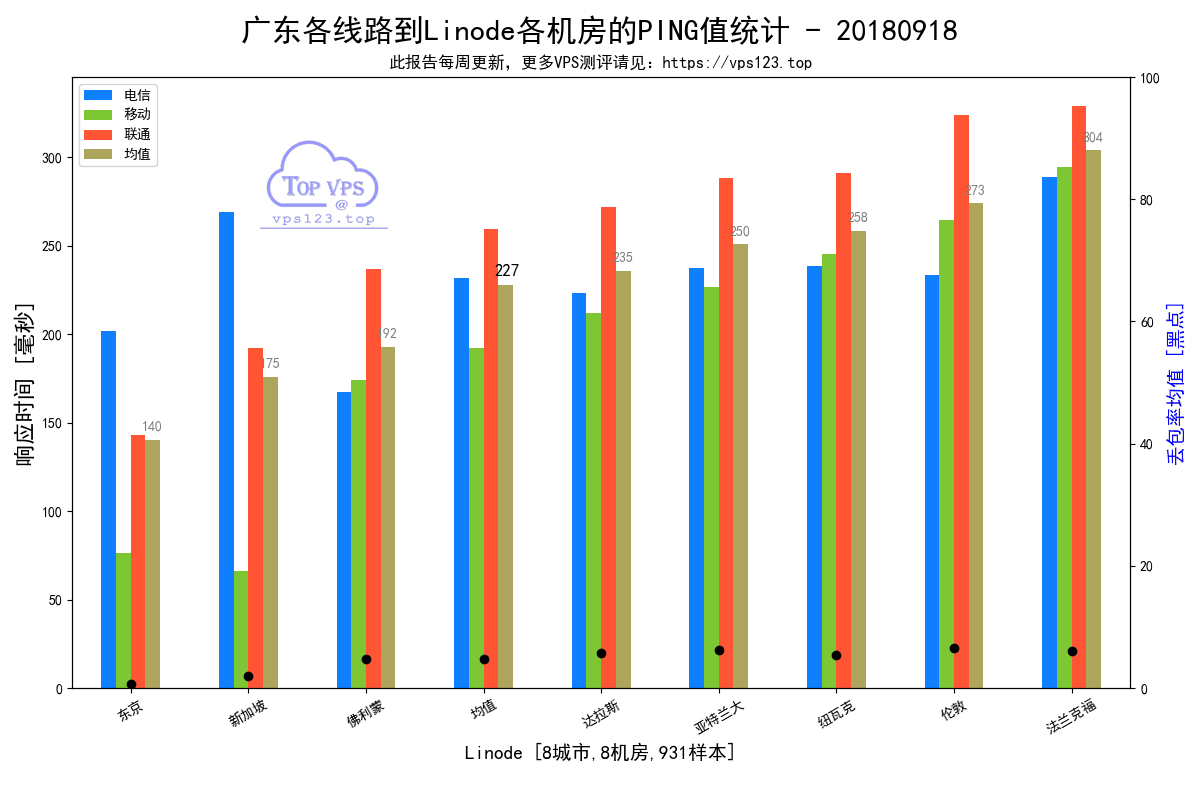 广东各线路到Linode各机房的PING值统计 - 20180918
此报告每周更新，更多VPS测评请见：https://vps123.top
电信
移动
联通
均值
TOP VPS
@
vps123.top
响应时间 [毫秒]
0
50
100
150
200
250
300
140
175
192
227
235
250
258
273
304
0
20
40
60
80
100
丢包率均值 [黑点]
东京
新加坡
佛利蒙
均值
达拉斯
亚特兰大
纽瓦克
伦敦
法兰克福
Linode [8城市,8机房,931样本]